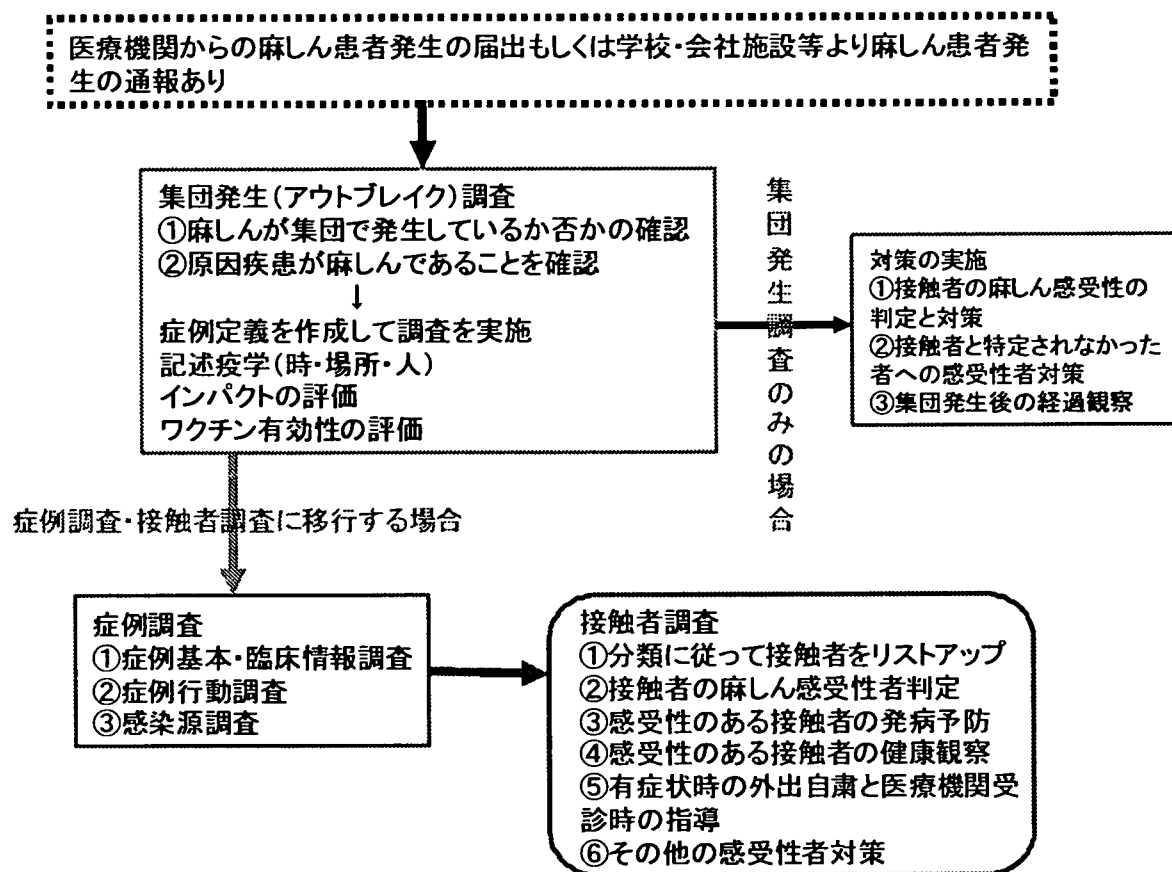 医療機関からの麻しん患者発生の届出もしくは学校・会社施設等より麻しん患者発
生の通報あり
集団発生(アウトブレイク)調査
①麻しんが集団で発生しているか否かの確認
②原因疾患が麻しんであることを確認
↓
症例定義を作成して調査を実施
記述疫学(時・場所・人)
インパクトの評価
ワクチン有効性の評価
集団発生調査のみの場合
対策の実施
①接触者の麻しん感受性の
判定と対策
②接触者と特定されなかった
者への感受性者対策
③集団発生後の経過観察
症例調査・接触者調査に移行する場合
症例調査
①症例基本・臨床情報調査
②症例行動調査
③感染源調査
接触者調査
①分類に従って接触者をリストアップ
②接触者の麻しん感受性者判定
③感受性のある接触者の発病予防
④感受性のある接触者の健康観察
⑤有症状時の外出自粛と医療機関受
診時の指導
⑥その他の感受性者対策